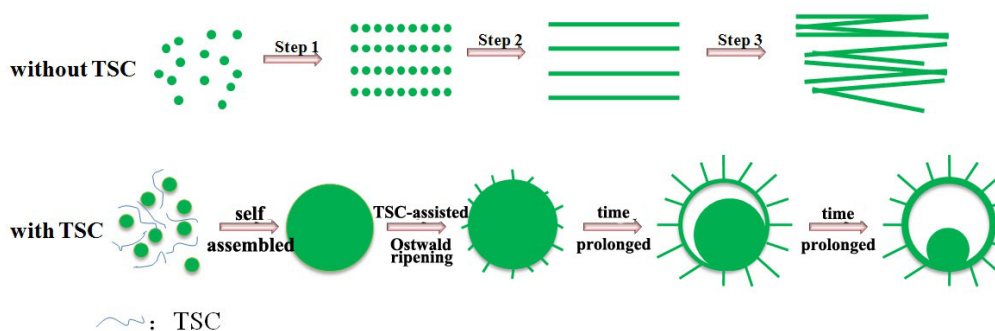 Step 1
Step 2
Step 3
without TSC
with TSC
self
assembled
TSC-assisted
Ostwald
ripening
time
prolonged
time
prolonged
: TSC